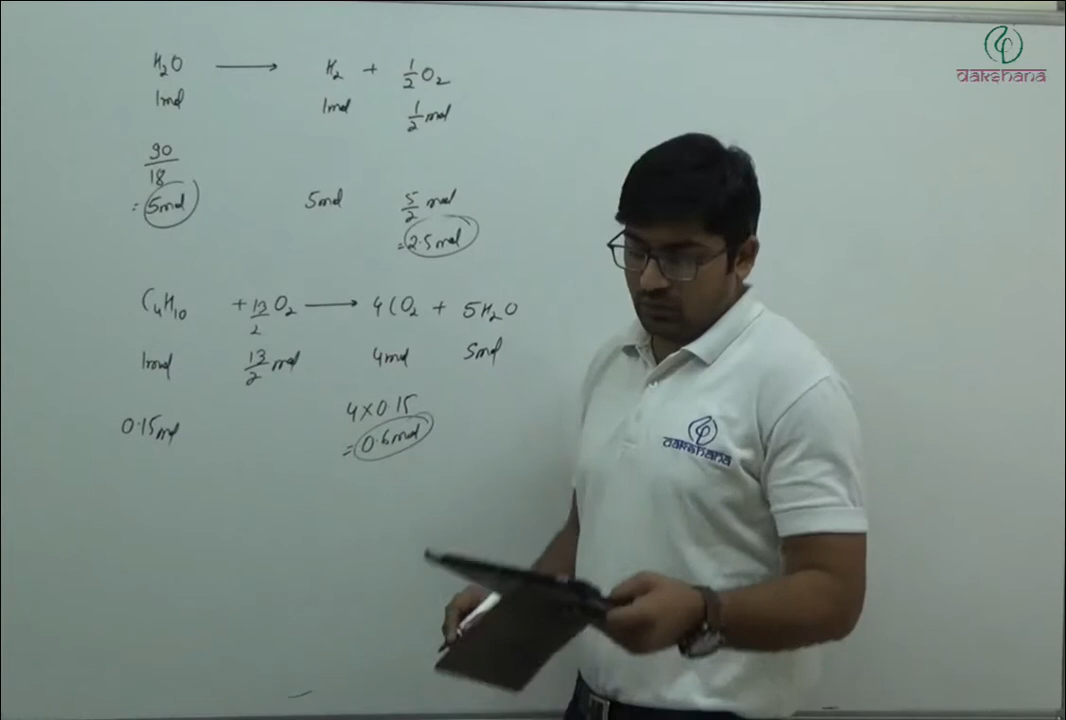 H₂O ⟶ H₂ + 1/2 O₂
1mol 1mol 1/2 mol
90/18
= 5mol 5mol 5/2 mol
= 2.5mol
C₄H₁₀ + 13/2 O₂ ⟶ 4CO₂ + 5H₂O
1mol 13/2 mol 4mol 5mol
0.15mol 4×0.15
= 0.6mol
dakshana
dakshana